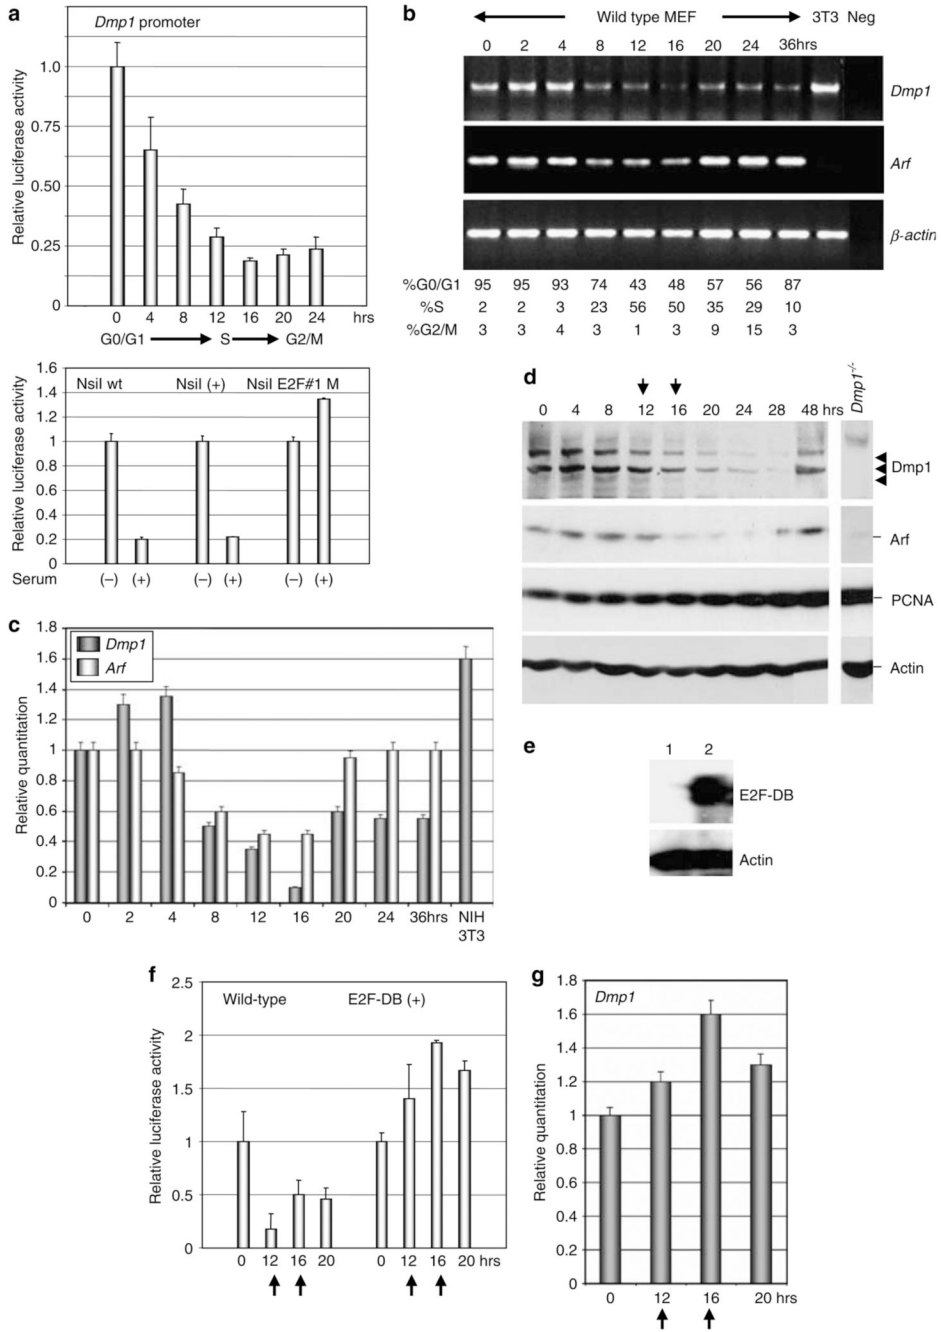 a
Dmp1 promoter
Relative luciferase activity
1.0
0.75
0.50
0.25
0 4 8 12 16 20 24 hrs
G0/G1 S G2/M
1.6
1.4
1.2
1
0.8
0.6
0.4
0.2
0
Relative luciferase activity
Nsil wt Nsil (+) Nsil E2F#1 M
Serum (–) (+) (–) (+) (–) (+)
b
Wild type MEF 3T3 Neg
0 2 4 8 12 16 20 24 36hrs
Dmp1
Arf
β-actin
%G0/G1 95 95 93 74 43 48 57 56 87
%S 2 2 3 23 56 50 35 29 10
%G2/M 3 3 4 3 1 3 9 15 3
c
1.8
1.6
1.4
1.2
1
0.8
0.6
0.4
0.2
0
Relative quantitation
Dmp1
Arf
0 2 4 8 12 16 20 24 36hrs NIH
3T3
d
0 4 8 12 16 20 24 28 48 hrs
Dmp1-/-
Dmp1
Arf
PCNA
Actin
e
1 2
E2F-DB
Actin
f
2.5
2
1.5
1
0.5
0
Relative luciferase activity
Wild-type E2F-DB (+)
0 12 16 20 0 12 16 20 hrs
g
1.8
1.6
1.4
1.2
1
0.8
0.6
0.4
0.2
0
Relative quantitation
Dmp1
0 12 16 20 hrs